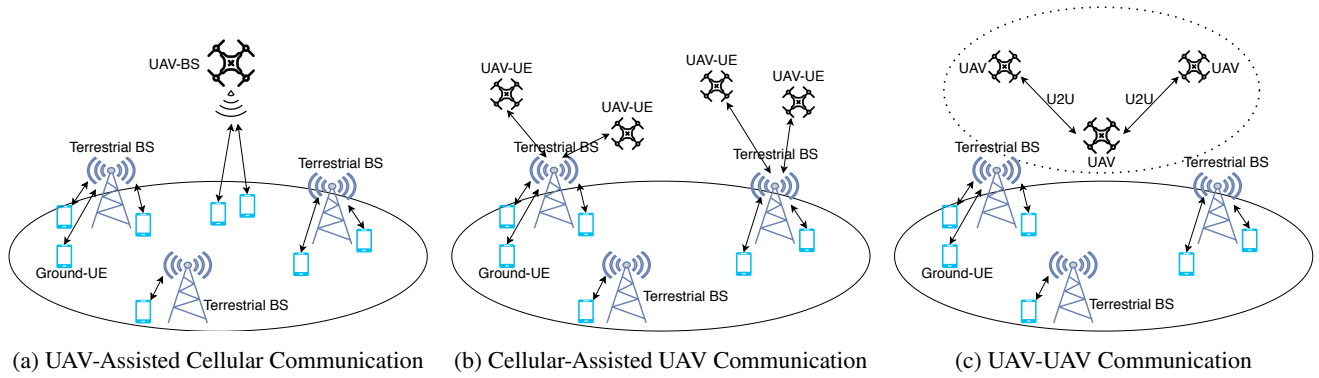 UAV-BS
Terrestrial BS
Terrestrial BS
Ground-UE
Terrestrial BS
(a) UAV-Assisted Cellular Communication
UAV-UE
UAV-UE
UAV-UE
UAV-UE
Terrestrial BS
Terrestrial BS
Ground-UE
Terrestrial BS
(b) Cellular-Assisted UAV Communication
UAV
UAV
U2U
U2U
UAV
Terrestrial BS
Terrestrial BS
Ground-UE
Terrestrial BS
(c) UAV-UAV Communication